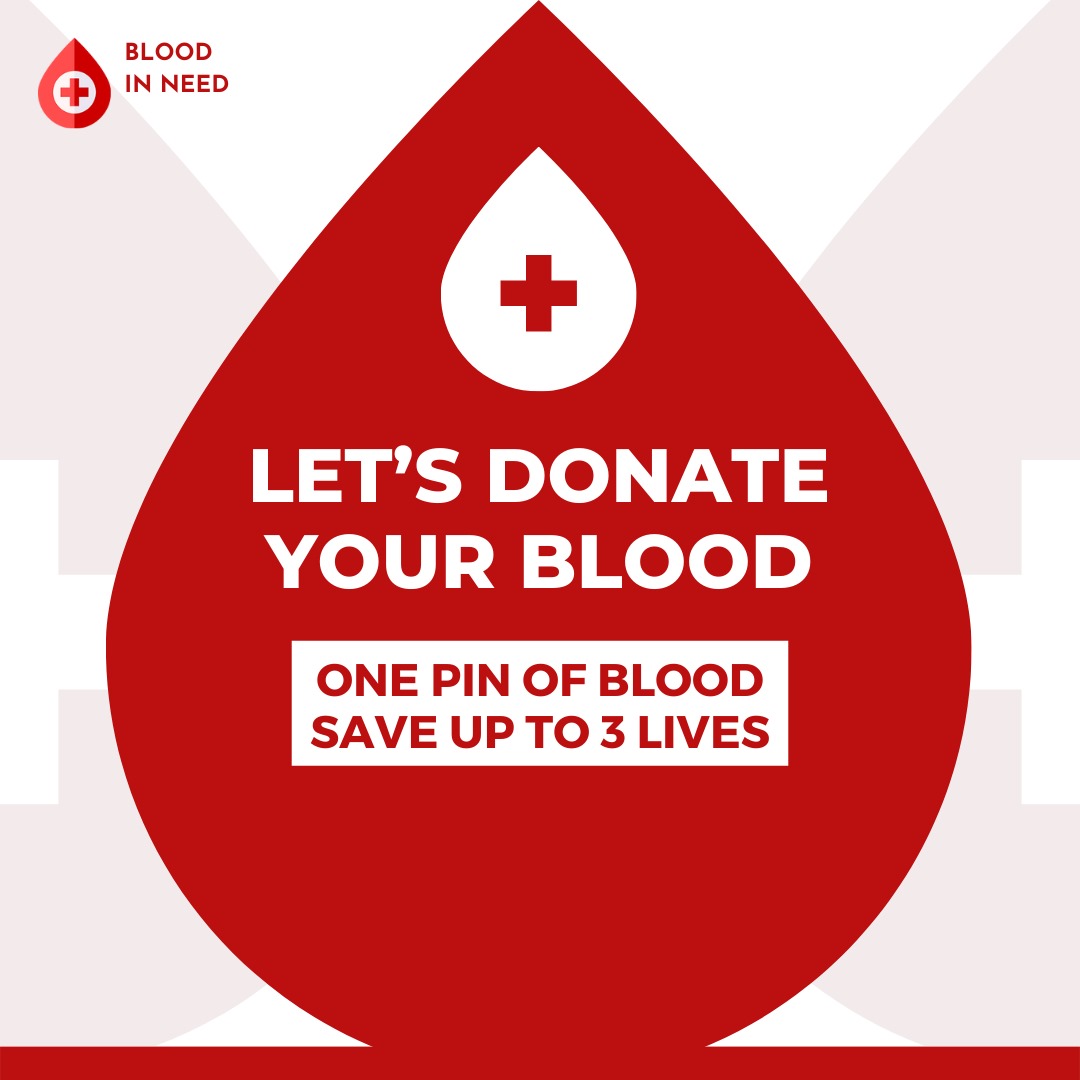 BLOOD
IN NEED
LET’S DONATE
YOUR BLOOD
ONE PIN OF BLOOD
SAVE UP TO 3 LIVES